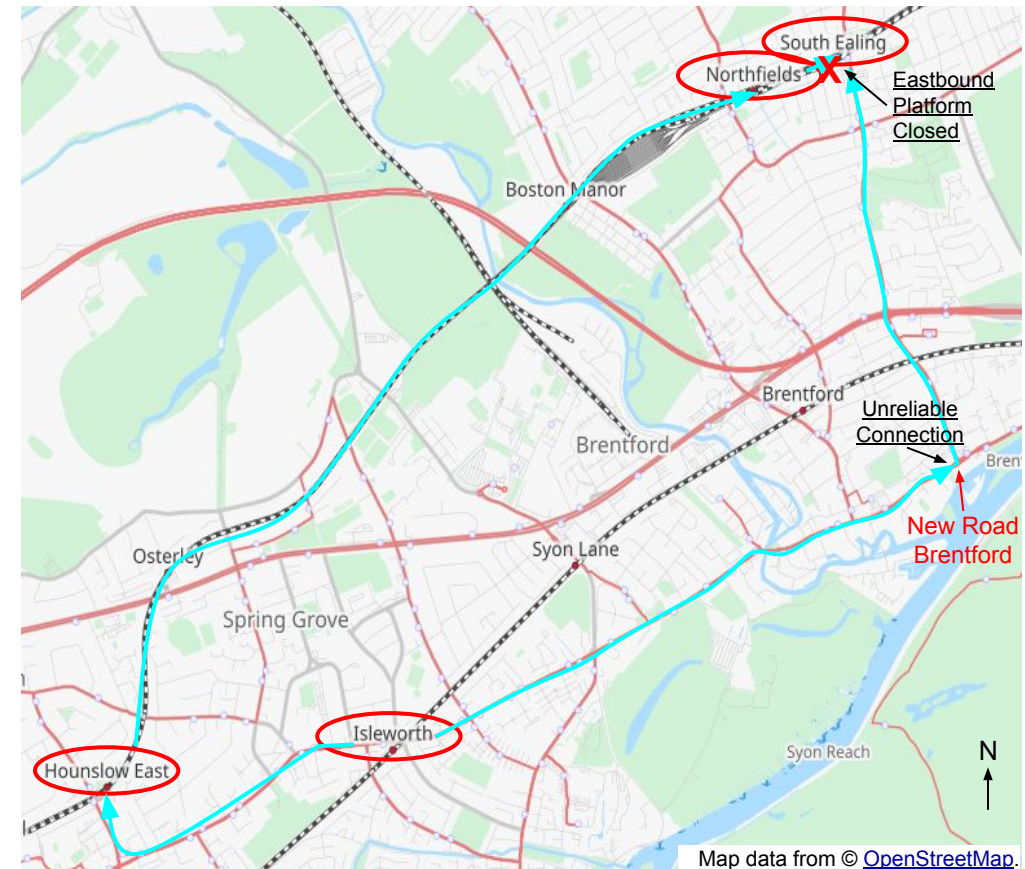 South Ealing
Northfields
X
Eastbound
Platform
Closed
Boston Manor
Brentford
Unreliable
Connection
Brentford
Brent
New Road
Brentford
Osterley
Syon Lane
Spring Grove
Isleworth
Syon Reach
N
Hounslow East
Map data from © OpenStreetMap.